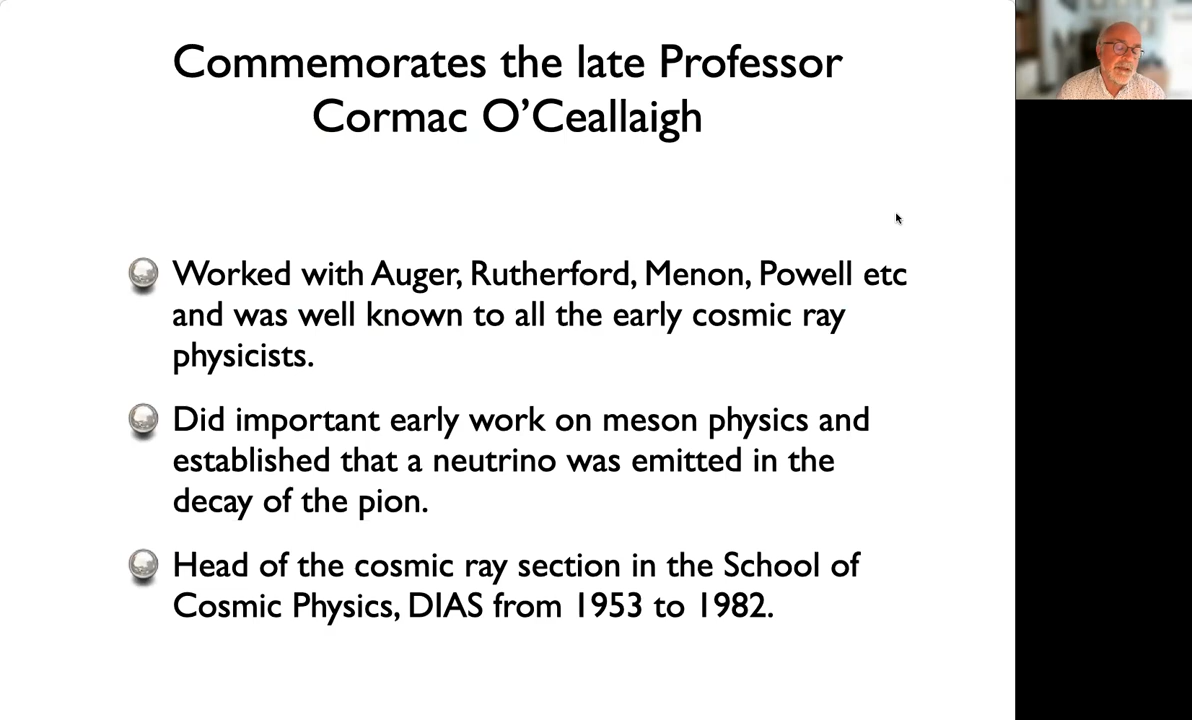 Commemorates the late Professor
Cormac O’Ceallaigh
Worked with Auger, Rutherford, Menon, Powell etc
and was well known to all the early cosmic ray
physicists.
Did important early work on meson physics and
established that a neutrino was emitted in the
decay of the pion.
Head of the cosmic ray section in the School of
Cosmic Physics, DIAS from 1953 to 1982.